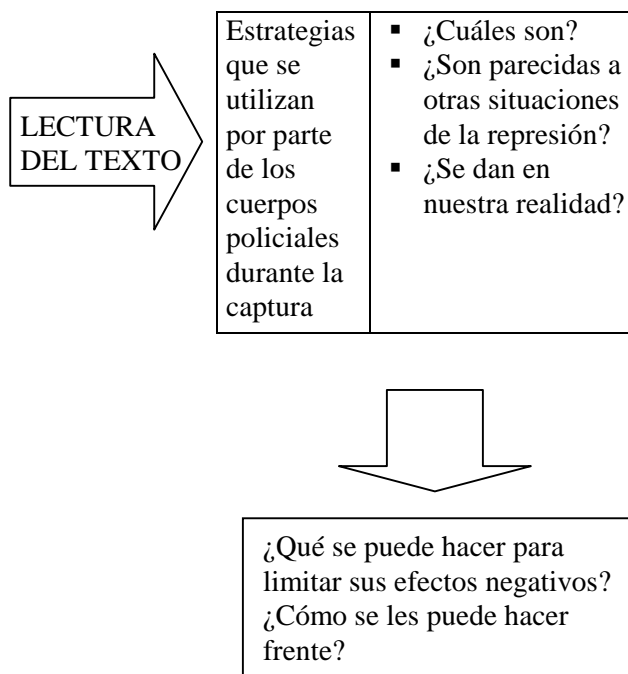 LECTURA
DEL TEXTO
Estrategias
que se
utilizan
por parte
de los
cuerpos
policiales
durante la
captura
▪ ¿Cuáles son?
▪ ¿Son parecidas a
otras situaciones
de la represión?
▪ ¿Se dan en
nuestra realidad?
¿Qué se puede hacer para
limitar sus efectos negativos?
¿Cómo se les puede hacer
frente?